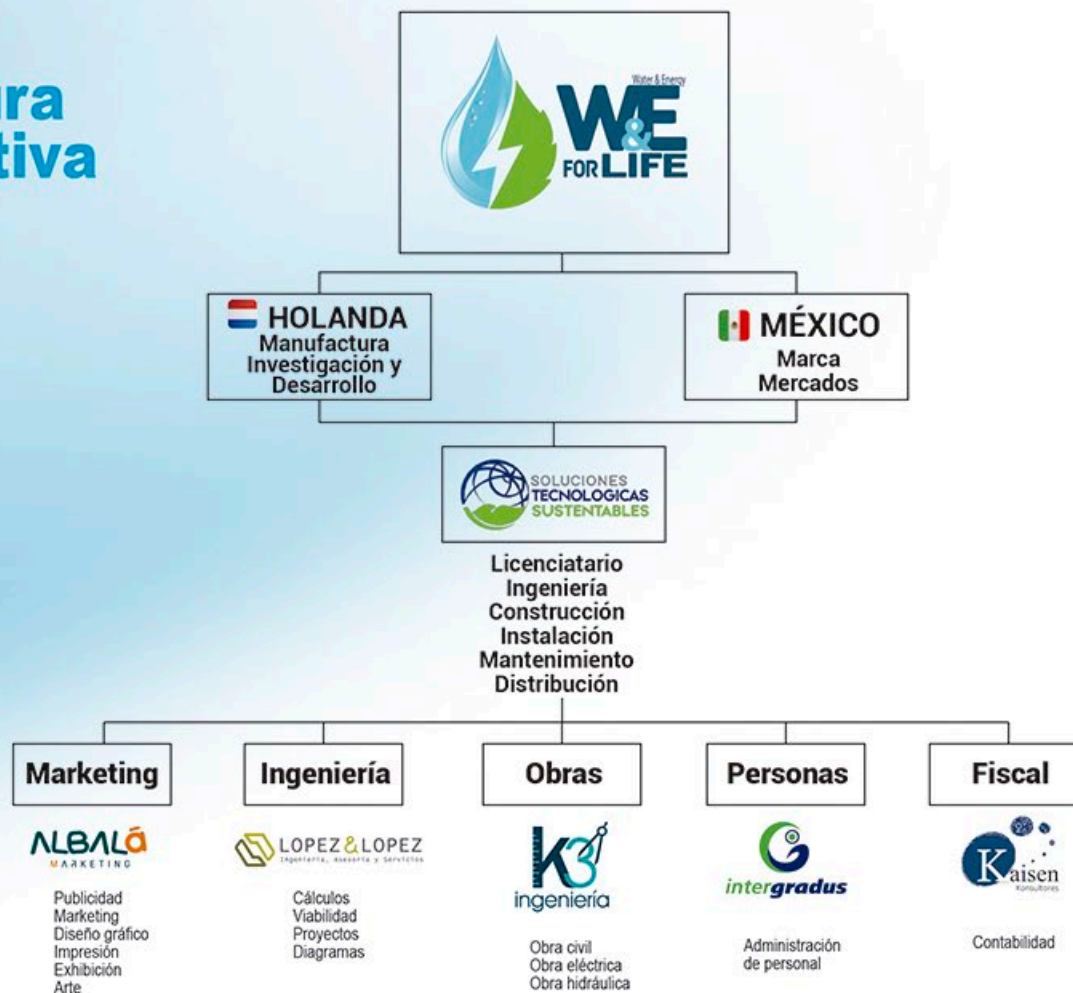 Water & Energy
W&E
FOR LIFE
HOLANDA
Manufactura
Investigación y
Desarrollo
MÉXICO
Marca
Mercados
SOLUCIONES
TECNOLOGICAS
SUSTENTABLES
Licenciatario
Ingeniería
Construcción
Instalación
Mantenimiento
Distribución
Marketing
ALBALá
MARKETING
Publicidad
Marketing
Diseño gráfico
Impresión
Exhibición
Arte
Ingeniería
LOPEZ&LOPEZ
Ingeniería, Asesoría y Servicios
Cálculos
Viabilidad
Proyectos
Diagramas
Obras
K3
ingeniería
Obra civil
Obra eléctrica
Obra hidráulica
Personas
intergradus
Administración
de personal
Fiscal
Kaisen
Konsultores
Contabilidad